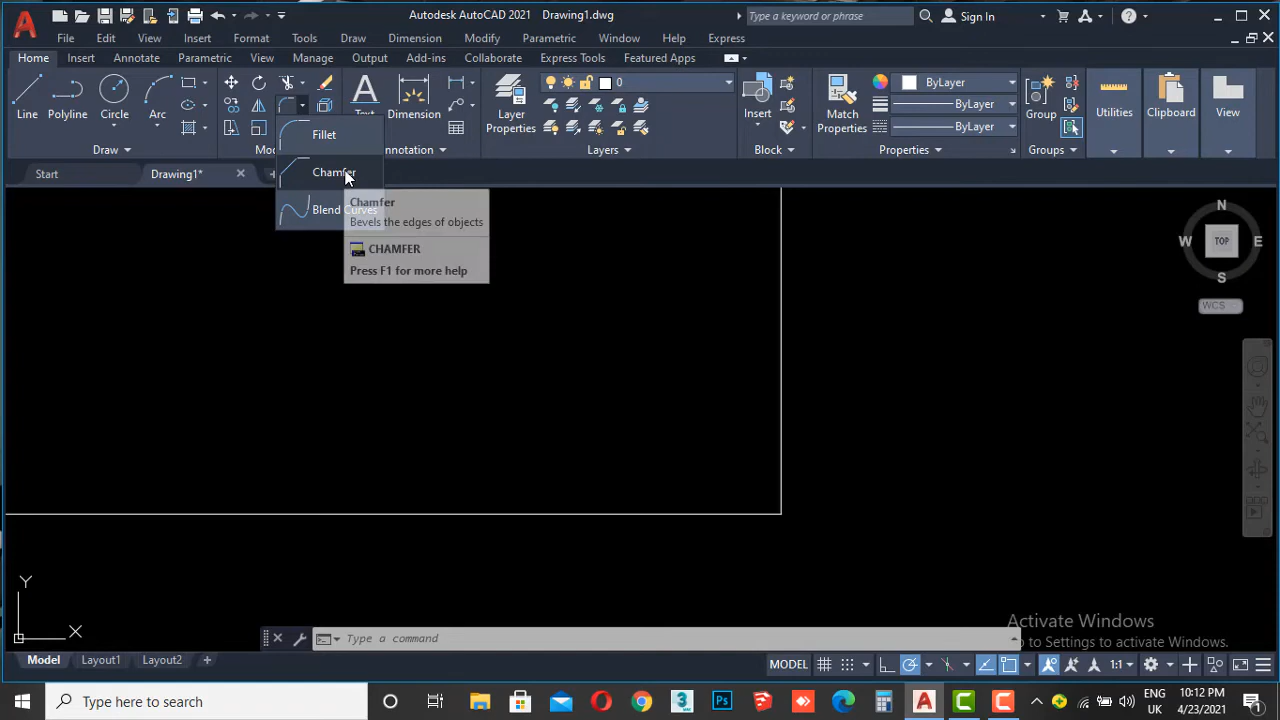 Autodesk AutoCAD 2021 Drawing1.dwg
Type a keyword or phrase
Sign In
File Edit View Insert Format Tools Draw Dimension Modify Parametric Window Help Express
Home Insert Annotate Parametric View Manage Output Add-ins Collaborate Express Tools Featured Apps
Line Polyline Circle Arc
Text Dimension
Layer Properties
0
Insert
Match Properties
ByLayer
ByLayer
ByLayer
Group
Utilities
Clipboard
View
Draw
Layers
Block
Properties
Groups
Start
Drawing1*
Fillet
Chamfer
Blend Curves
Chamfer
Bevels the edges of objects
CHAMFER
Press F1 for more help
N
W TOP E
S
WCS
Y
X
Type a command
Activate Windows
to Settings to activate Windows.
Model Layout1 Layout2 +
MODEL
1:1
Type here to search
ENG
UK
10:12 PM
4/23/2021
1